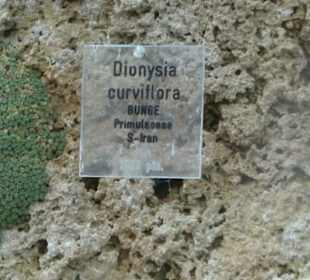 Dionysia
curviflora
BUNGE
Primulaceae
S-Iran